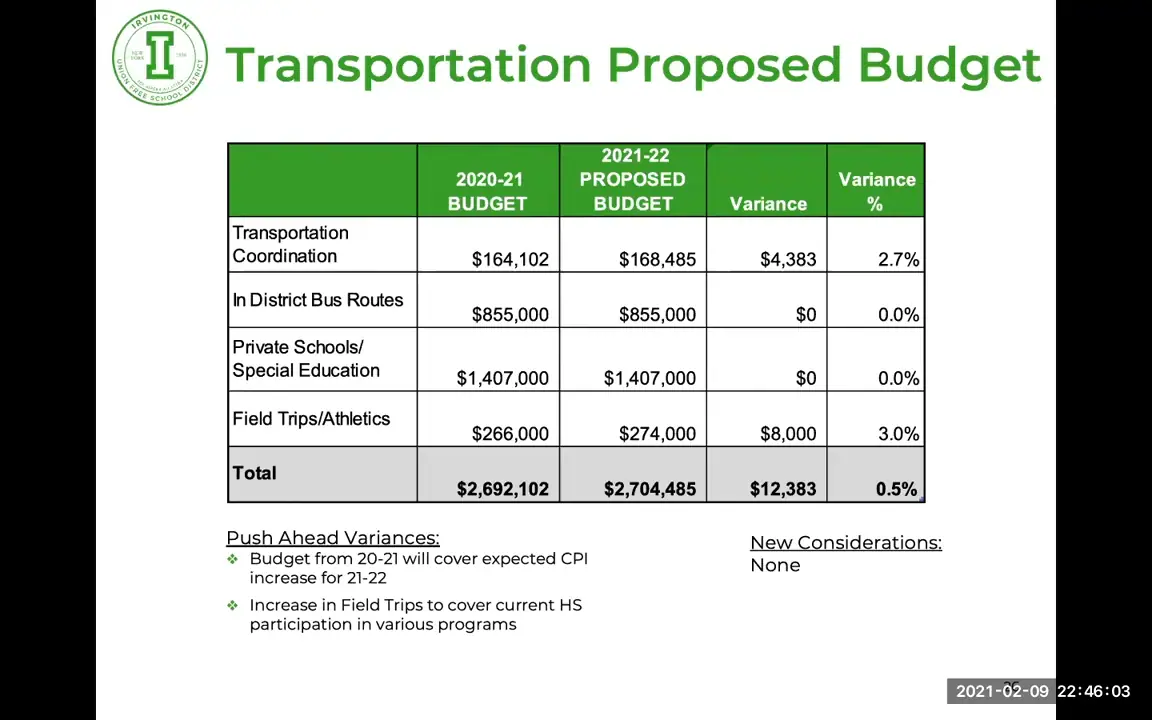 IRVINGTON
UNION FREE SCHOOL DISTRICT
I
Transportation Proposed Budget
2020-21 BUDGET
2021-22 PROPOSED BUDGET
Variance
Variance %
Transportation Coordination $164,102 $168,485 $4,383 2.7%
In District Bus Routes $855,000 $855,000 $0 0.0%
Private Schools/ Special Education $1,407,000 $1,407,000 $0 0.0%
Field Trips/Athletics $266,000 $274,000 $8,000 3.0%
Total $2,692,102 $2,704,485 $12,383 0.5%
Push Ahead Variances:
❖ Budget from 20-21 will cover expected CPI
increase for 21-22
❖ Increase in Field Trips to cover current HS
participation in various programs
New Considerations:
None
2021-02-09 22:46:03